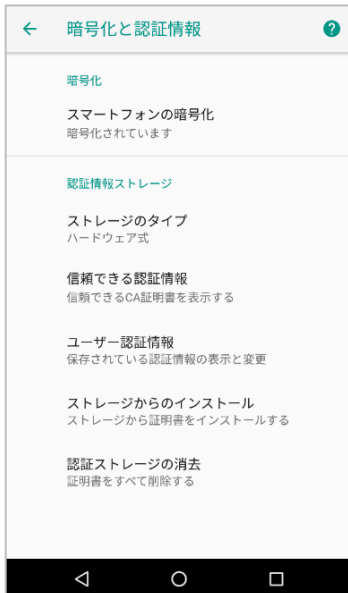 暗号化と認証情報
暗号化
スマートフォンの暗号化
暗号化されています
認証情報ストレージ
ストレージのタイプ
ハードウェア式
信頼できる認証情報
信頼できるCA証明書を表示する
ユーザー認証情報
保存されている認証情報の表示と変更
ストレージからのインストール
ストレージから証明書をインストールする
認証ストレージの消去
証明書をすべて削除する